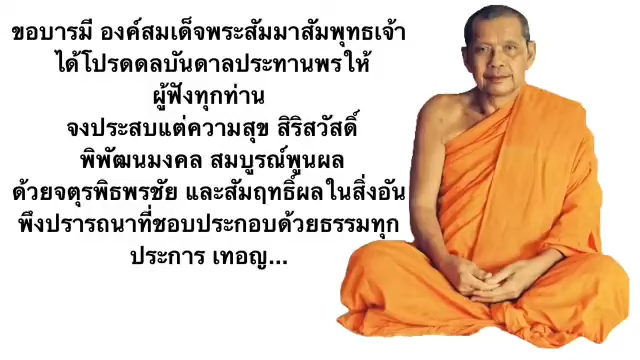 ขอบารมี องค์สมเด็จพระสัมมาสัมพุทธเจ้า
ได้โปรดดลบันดาลประทานพรให้
ผู้ฟังทุกท่าน
จงประสบแต่ความสุข สิริสวัสดิ์
พิพัฒนมงคล สมบูรณ์พูนผล
ด้วยจตุรพิธพรชัย และสัมฤทธิ์ผลในสิ่งอัน
พึงปรารถนาที่ชอบประกอบด้วยธรรมทุก
ประการ เทอญ...